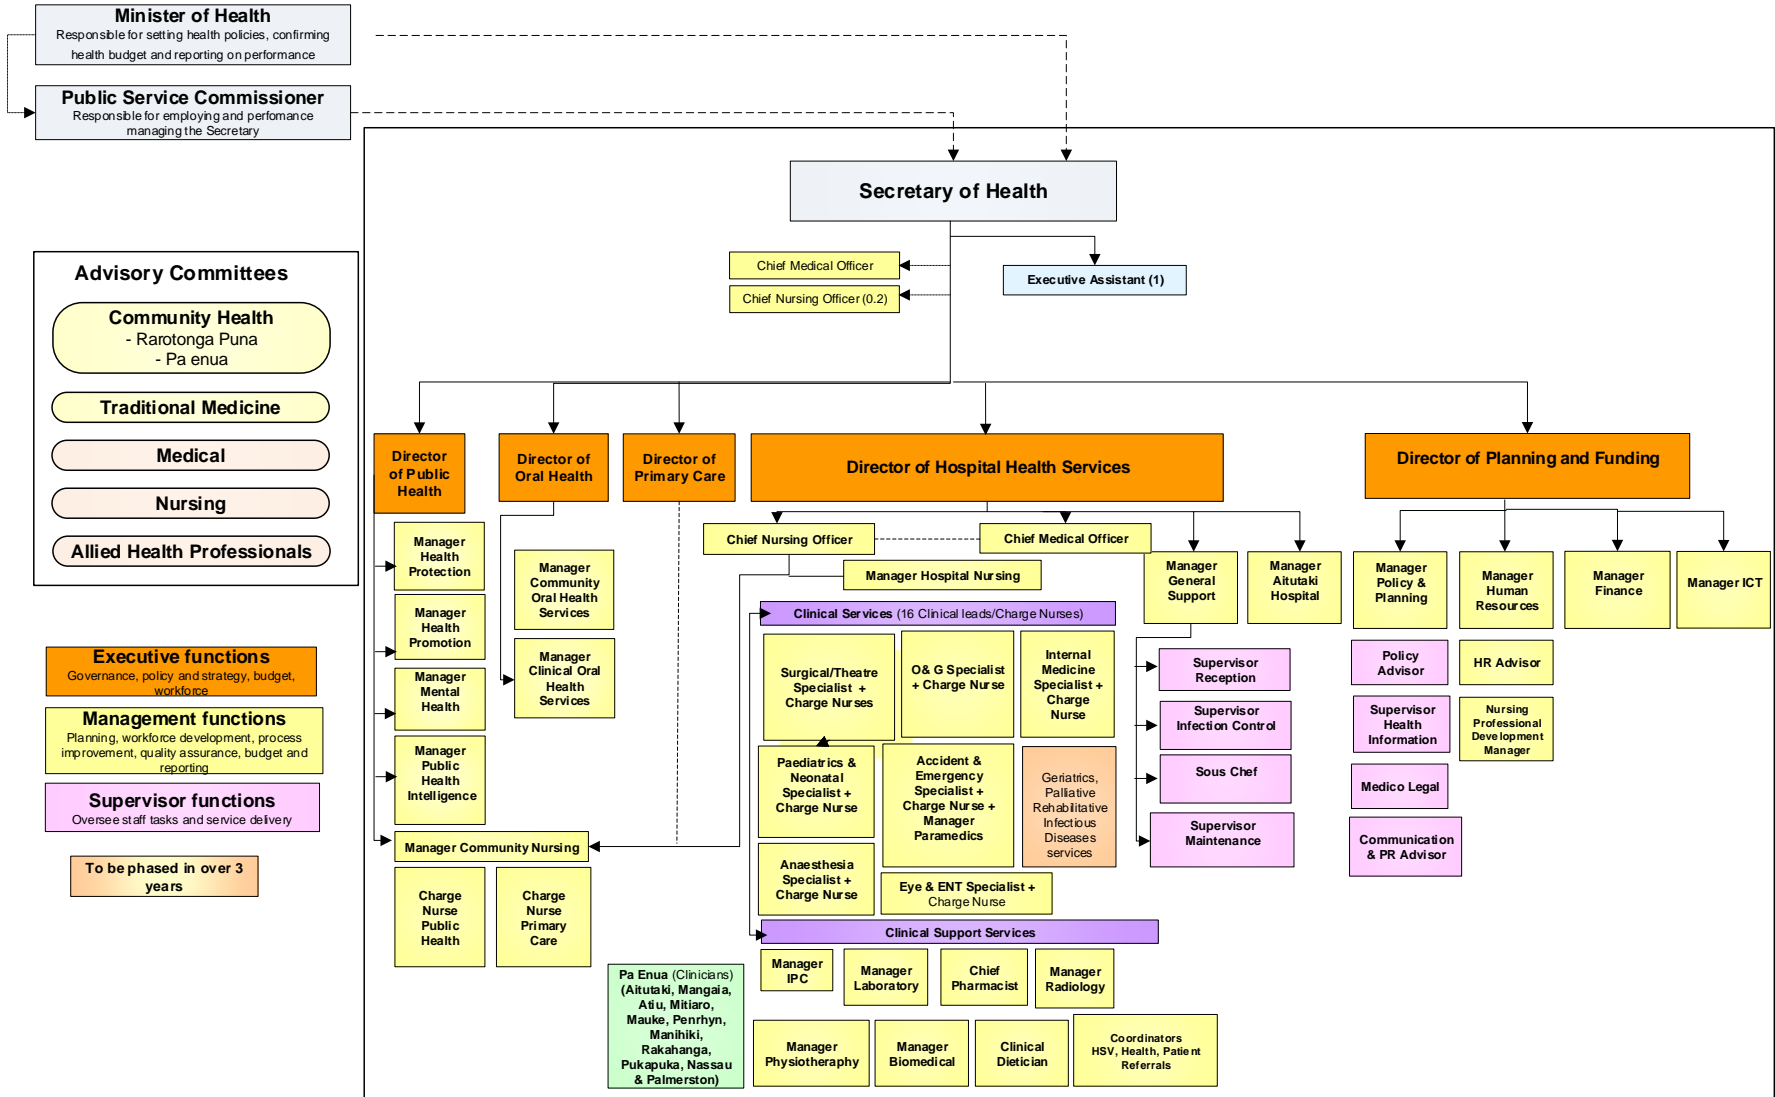 Minister of Health
Responsible for setting health policies, confirming
health budget and reporting on performance
Public Service Commissioner
Responsible for employing and perfomance
managing the Secretary
Secretary of Health
Chief Medical Officer
Chief Nursing Officer (0.2)
Executive Assistant (1)
Advisory Committees
Community Health
- Rarotonga Puna
- Pa enua
Traditional Medicine
Medical
Nursing
Allied Health Professionals
Executive functions
Governance, policy and strategy, budget,
workforce
Management functions
Planning, workforce development, process
improvement, quality assurance, budget and
reporting
Supervisor functions
Oversee staff tasks and service delivery
To be phased in over 3
years
Director
of Public
Health
Director of
Oral Health
Director of
Primary Care
Director of Hospital Health Services
Director of Planning and Funding
Manager
Health
Protection
Manager
Health
Promotion
Manager
Mental
Health
Manager
Public
Health
Intelligence
Manager
Community
Oral Health
Services
Manager
Clinical Oral
Health
Services
Manager Community Nursing
Charge
Nurse
Public
Health
Charge
Nurse
Primary
Care
Chief Nursing Officer
Chief Medical Officer
Manager Hospital Nursing
Manager
General
Support
Manager
Aitutaki
Hospital
Clinical Services (16 Clinical leads/Charge Nurses)
Surgical/Theatre
Specialist +
Charge Nurses
O& G Specialist
+ Charge Nurse
Internal
Medicine
Specialist +
Charge
Nurse
Paediatrics &
Neonatal
Specialist +
Charge Nurse
Accident &
Emergency
Specialist +
Charge Nurse +
Manager
Paramedics
Geriatrics,
Palliative
Rehabilitative
Infectious
Diseases
services
Anaesthesia
Specialist +
Charge Nurse
Eye & ENT Specialist +
Charge Nurse
Clinical Support Services
Manager
IPC
Manager
Laboratory
Chief
Pharmacist
Manager
Radiology
Manager
Physiotheraphy
Manager
Biomedical
Clinical
Dietician
Coordinators
HSV, Health, Patient
Referrals
Pa Enua (Clinicians)
(Aitutaki, Mangaia,
Atiu, Mitiaro,
Mauke, Penrhyn,
Manihiki,
Rakahanga,
Pukapuka, Nassau
& Palmerston)
Supervisor
Reception
Supervisor
Infection Control
Sous Chef
Supervisor
Maintenance
Manager
Policy &
Planning
Manager
Human
Resources
Manager
Finance
Manager ICT
Policy
Advisor
HR Advisor
Supervisor
Health
Information
Nursing
Professional
Development
Manager
Medico Legal
Communication
& PR Advisor